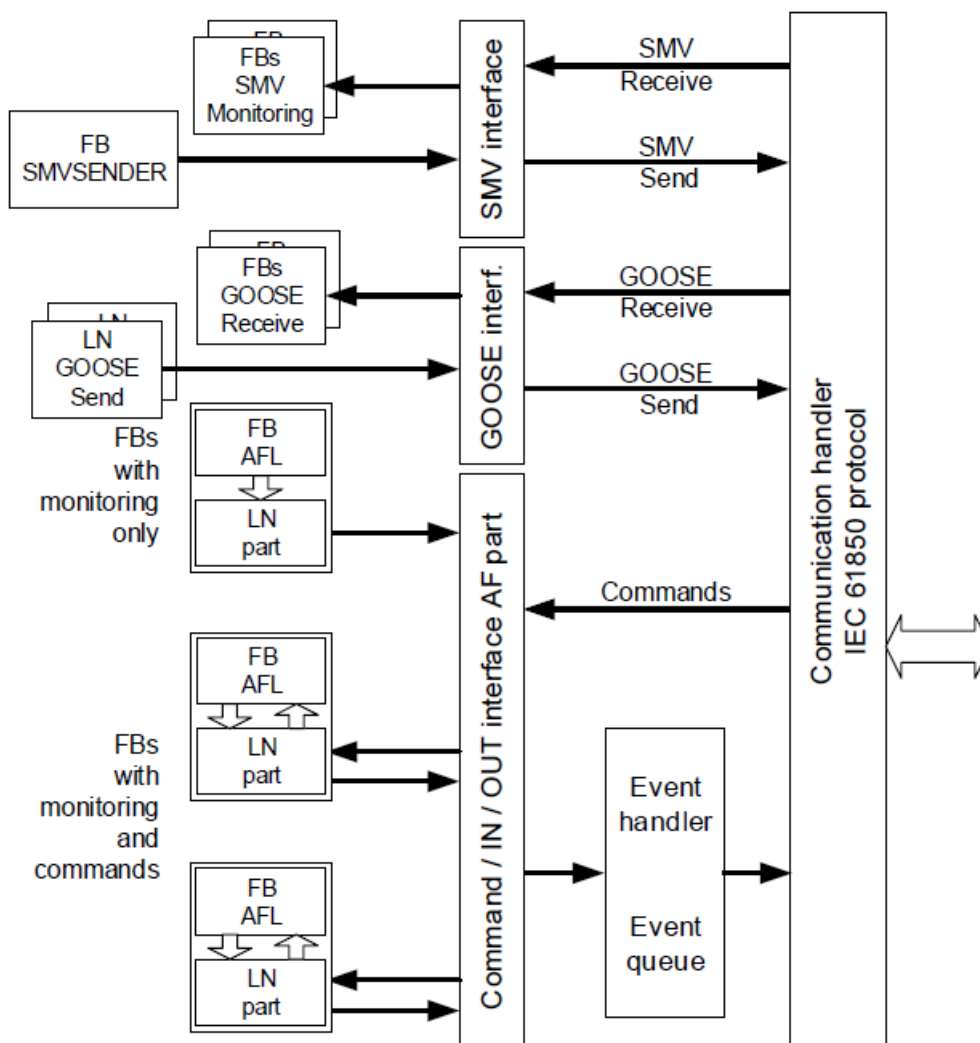 FB
FBs
SMV
Monitoring
FB
SMVSENDER
SMV interface
SMV
Receive
SMV
Send
FB
FBs
GOOSE
Receive
LN
LN
GOOSE
Send
GOOSE interf.
GOOSE
Receive
GOOSE
Send
FBs
with
monitoring
only
FB
AFL
LN
part
Command / IN / OUT interface AF part
Commands
Communication handler
IEC 61850 protocol
FBs
with
monitoring
and
commands
FB
AFL
LN
part
Event
handler
Event
queue
FB
AFL
LN
part